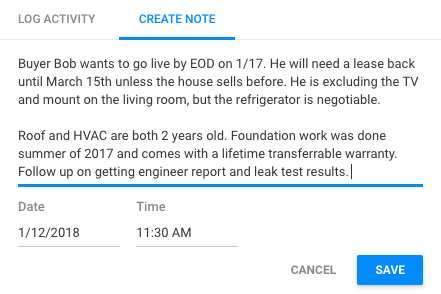 LOG ACTIVITY CREATE NOTE
Buyer Bob wants to go live by EOD on 1/17. He will need a lease back
until March 15th unless the house sells before. He is excluding the TV
and mount on the living room, but the refrigerator is negotiable.
Roof and HVAC are both 2 years old. Foundation work was done
summer of 2017 and comes with a lifetime transferrable warranty.
Follow up on getting engineer report and leak test results.
Date Time
1/12/2018 11:30 AM
CANCEL SAVE